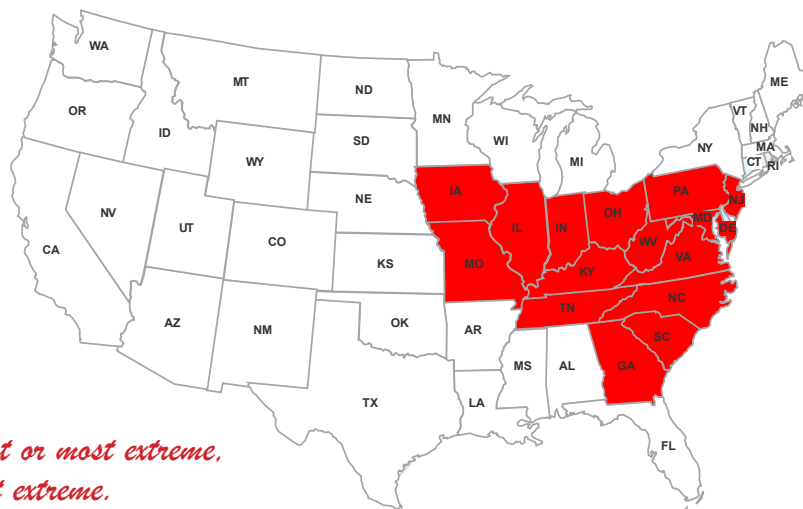 WA
MT
ND
MN
ME
VT
NH
OR
ID
SD
WI
MI
NY
MA
CT
RI
WY
NE
IA
PA
NJ
NV
UT
CO
IL
IN
OH
MD
DE
WV
VA
CA
KS
MO
KY
NC
AZ
NM
OK
AR
TN
SC
MS
AL
GA
TX
LA
FL
or most extreme,
extreme.